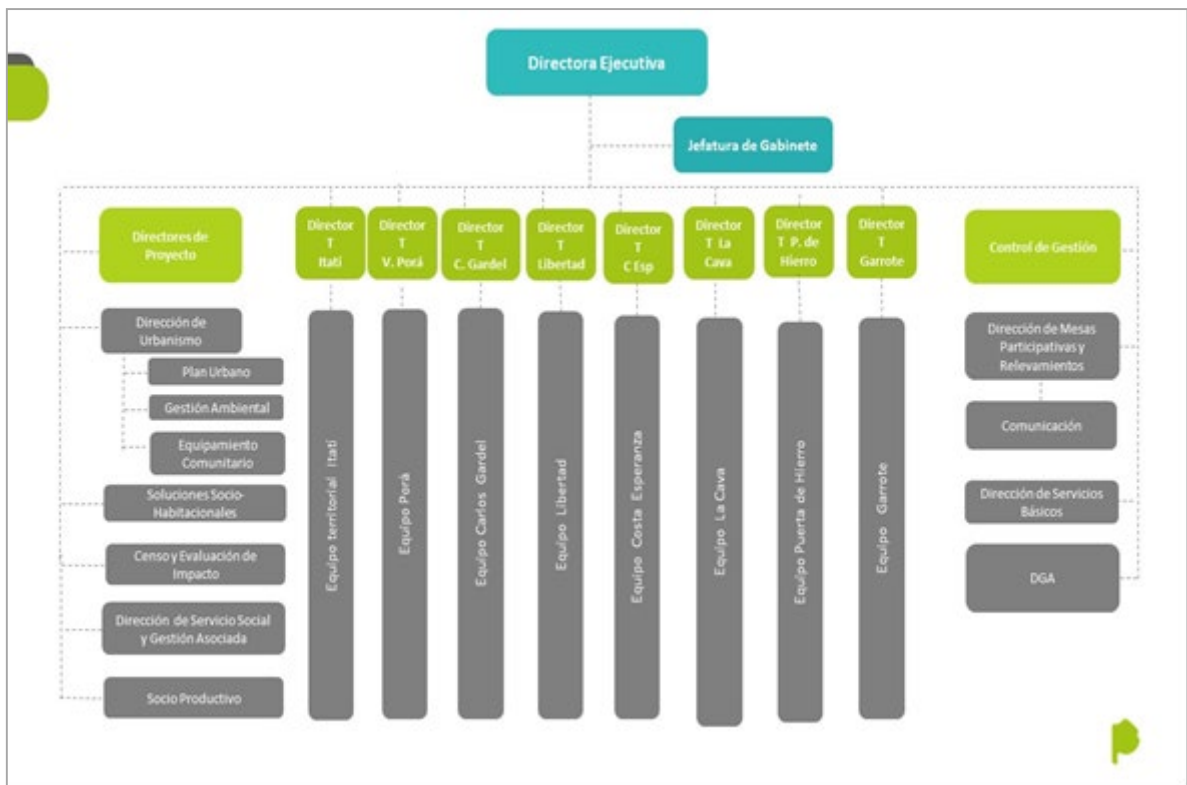 Directora Ejecutiva
Jefatura de Gabinete
Directores de
Proyecto
Director
T
Itatí
Director
T
V. Porá
Director
T
C. Gardel
Director
T
Libertad
Director
T
C Esp
Director
T La
Cava
Director
T P. de
Hierro
Director
T
Garrote
Control de Gestión
Dirección de
Urbanismo
Plan Urbano
Gestión Ambiental
Equipamiento
Comunitario
Soluciones Socio-
Habitacionales
Censo y Evaluación de
Impacto
Dirección de Servicio Social
y Gestión Asociada
Socio Productivo
Equipo territorial Itatí
Equipo Porá
Equipo Carlos Gardel
Equipo Libertad
Equipo Costa Esperanza
Equipo La Cava
Equipo Puerta de Hierro
Equipo Garrote
Dirección de Mesas
Participativas y
Relevamientos
Comunicación
Dirección de Servicios
Básicos
DGA